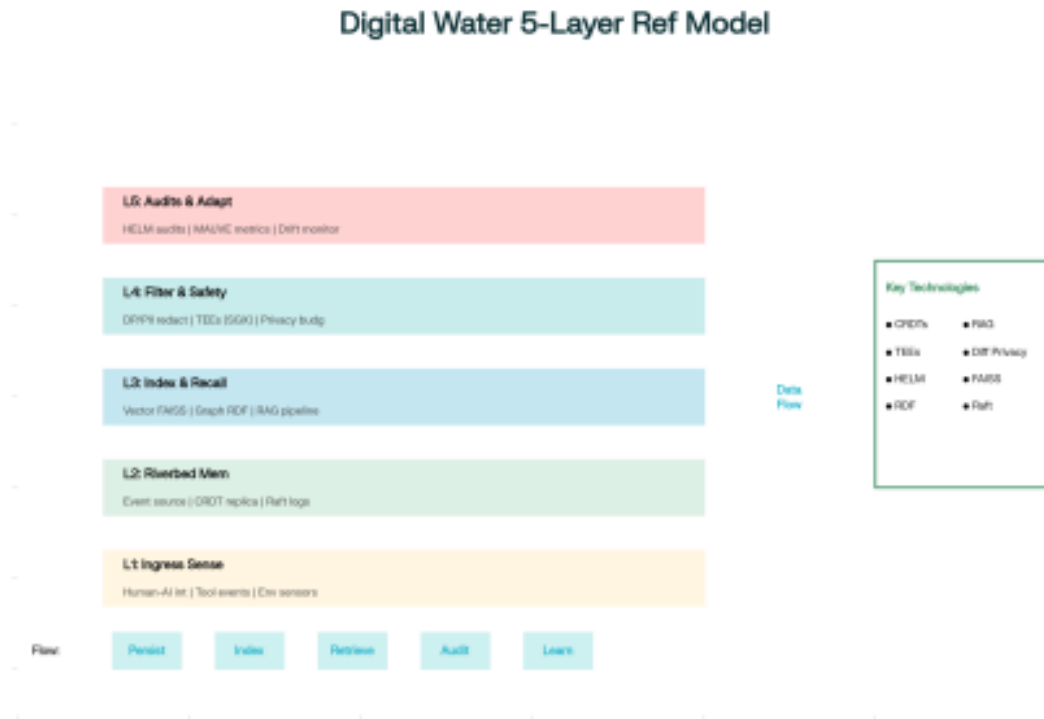 Digital Water 5-Layer Ref Model
L5: Audits & Adapt
HELM audits | MAUVE metrics | Drift monitor
L4: Filter & Safety
DP/PII redact | TEEs (SGX) | Privacy budg
L3: Index & Recall
Vector FAISS | Graph RDF | RAG pipeline
L2: Riverbed Mem
Event source | CRDT replica | Raft logs
L1: Ingress Sense
Human-AI int | Tool events | Env sensors
Flow: Persist Index Retrieve Audit Learn
Data
Flow
Key Technologies
● CRDTs ● RAG
● TEEs ● Diff Privacy
● HELM ● FAISS
● RDF ● Raft